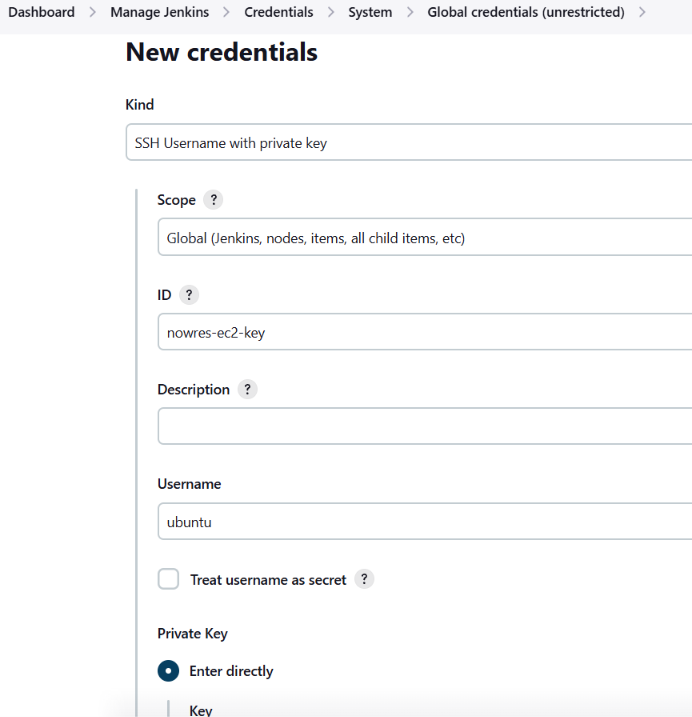 Dashboard > Manage Jenkins > Credentials > System > Global credentials (unrestricted) >
New credentials
Kind
SSH Username with private key
Scope ?
Global (Jenkins, nodes, items, all child items, etc)
ID ?
nowres-ec2-key
Description ?
Username
ubuntu
Treat username as secret ?
Private Key
Enter directly
Key